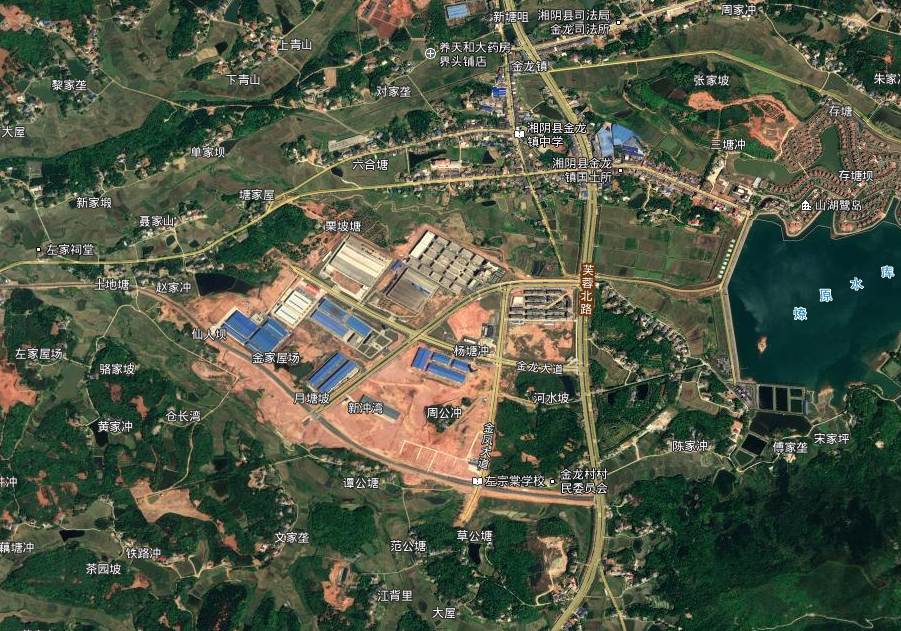 新塘咀
湘阴县司法局
金龙司法所
周家冲
上青山
养天和大药房
界头铺店
金龙镇
下青山
黎家垄
对家垄
张家坡
朱家
大屋
湘阴县金龙
镇中学
存塘
三塘冲
单家坝
六合塘
湘阴县金龙
镇国土所
存塘坝
塘家屋
新家塅
山湖鹭岛
聂家山
栗坡塘
左家祠堂
芙蓉北路
燎原水库
土地塘
赵家冲
仙人坝
左家屋场
金家屋场
杨塘冲
骆家坡
金龙大道
月塘坡
新冲湾
周公冲
河水坡
仓长湾
黄家冲
金凤大道
陈家冲
傅家垄
宋家坪
谭公塘
左宗棠学校
金龙村村
民委员会
井冲
文家垄
范公塘
草公塘
藕塘冲
铁路冲
茶园坡
江背里
大屋